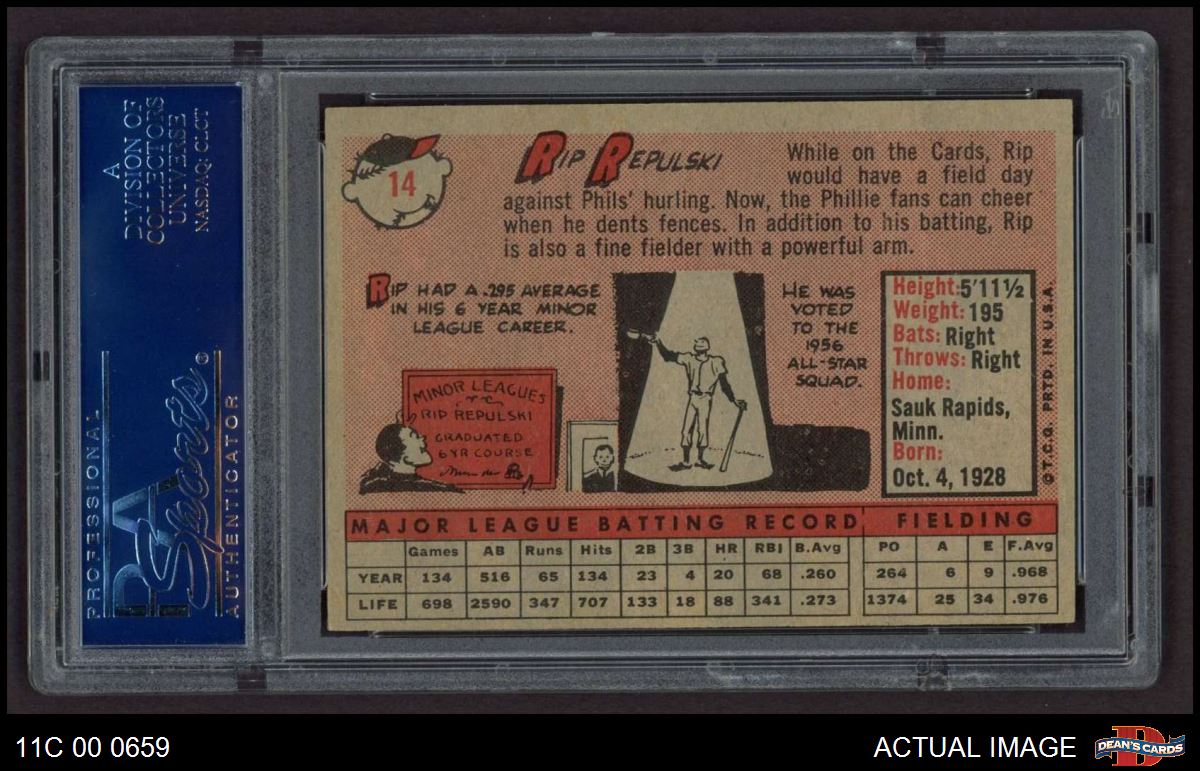 A
DIVISION OF
COLLECTORS
UNIVERSE
NASDAQ: CLCT
PROFESSIONAL
PSA
Sports®
AUTHENTICATOR
14
RIP REPULSKI
While on the Cards, Rip
would have a field day
against Phils' hurling. Now, the Phillie fans can cheer
when he dents fences. In addition to his batting, Rip
is also a fine fielder with a powerful arm.
RIP HAD A .295 AVERAGE
IN HIS 6 YEAR MINOR
LEAGUE CAREER.
MINOR LEAGUES
RIP REPULSKI
GRADUATED
6 YR COURSE
HE WAS
VOTED
TO THE
1956
ALL-STAR
SQUAD.
Height: 5'11½
Weight: 195
Bats: Right
Throws: Right
Home:
Sauk Rapids,
Minn.
Born:
Oct. 4, 1928
© T.C.G. PRTD. IN U.S.A.
MAJOR LEAGUE BATTING RECORD FIELDING
Games AB Runs Hits 2B 3B HR RBI B.Avg PO A E F.Avg
YEAR 134 516 65 134 23 4 20 68 .260 264 6 9 .968
LIFE 698 2590 347 707 133 18 88 341 .273 1374 25 34 .976
11C 00 0659
ACTUAL IMAGE
DEAN'S CARDS